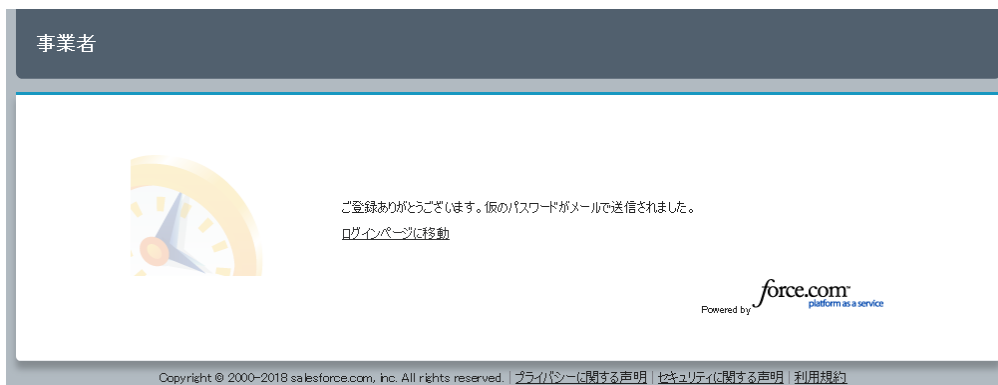 事業者
ご登録ありがとうございます。仮のパスワードがメールで送信されました。
ログインページに移動
Powered by force.com™
platform as a service
Copyright © 2000-2018 salesforce.com, inc. All rights reserved. | プライバシーに関する声明 | セキュリティに関する声明 | 利用規約